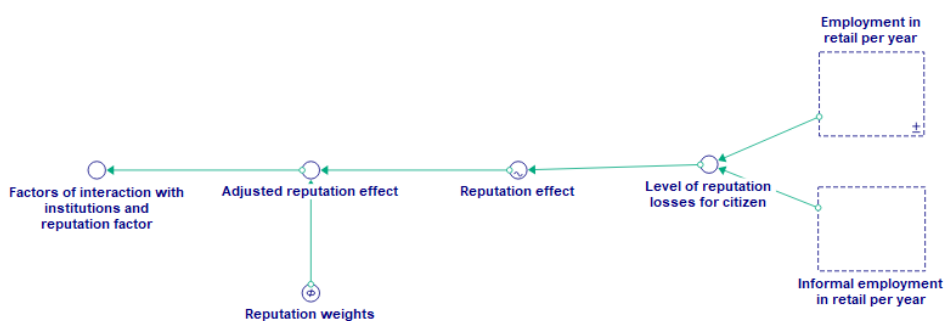 Employment in
retail per year
Factors of interaction with
institutions and
reputation factor
Adjusted reputation effect
Reputation effect
Level of reputation
losses for citizen
Informal employment
in retail per year
Reputation weights